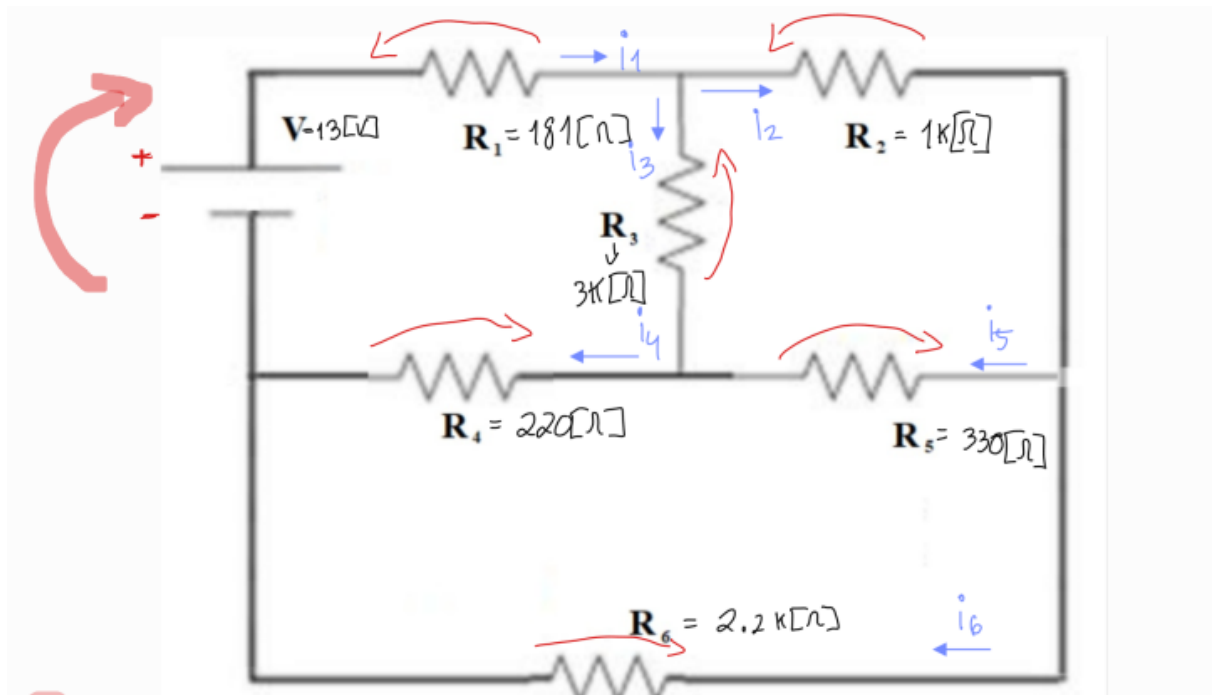 i1
V=13[V]
R₁ = 181[Ω]
i2
R₂ = 1K[Ω]
+
-
i3
R₃
↓
3K[Ω]
i4
i5
R₄ = 220[Ω]
R₅ = 330[Ω]
R₆ = 2.2K[Ω]
i6